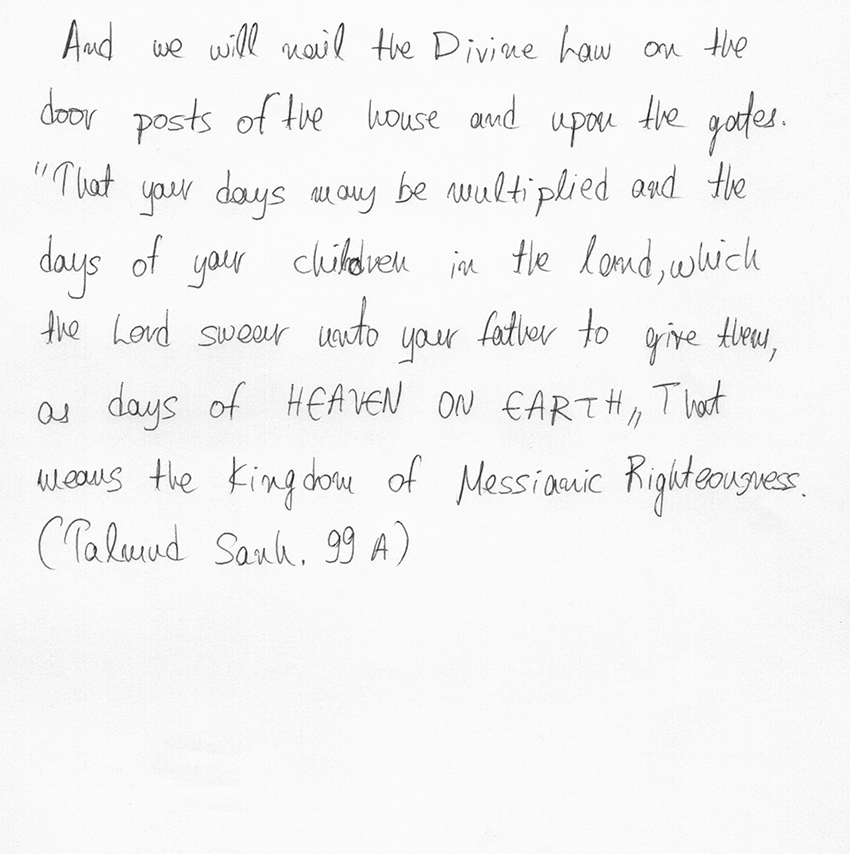 And we will nail the Divine Law on the
door posts of the house and upon the gates.
"That your days may be multiplied and the
days of your children in the land, which
the Lord swear unto your father to give them,
as days of HEAVEN ON EARTH„ That
means the Kingdom of Messianic Righteousness.
(Talmud Sanh. 99 A)